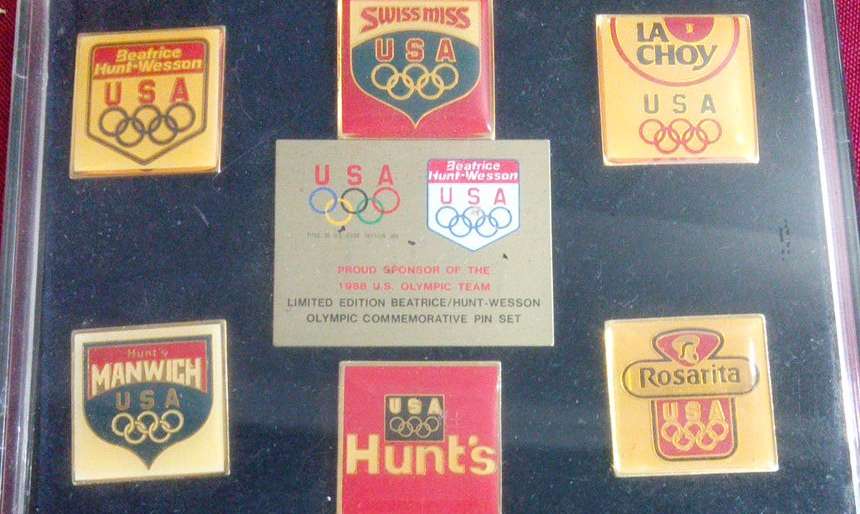 Beatrice
Hunt-Wesson
USA
SWISS MISS
USA
LA
CHOY
USA
USA
Beatrice
Hunt-Wesson
USA
PROUD SPONSOR OF THE
1988 U.S. OLYMPIC TEAM
LIMITED EDITION BEATRICE/HUNT-WESSON
OLYMPIC COMMEMORATIVE PIN SET
Hunt's
MANWICH
USA
USA
Hunt's
Rosarita
USA